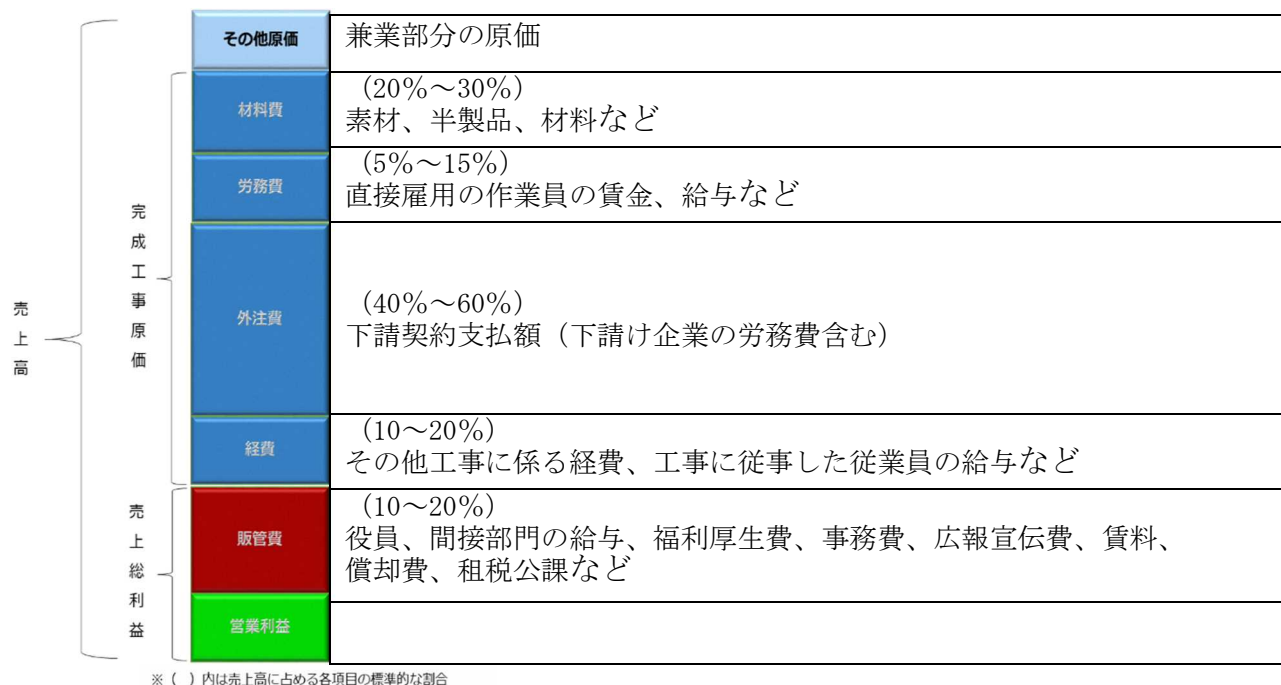 売上高
完成工事原価
売上総利益
その他原価
兼業部分の原価
材料費
（20％～30％）
素材、半製品、材料など
労務費
（5％～15％）
直接雇用の作業員の賃金、給与など
外注費
（40％～60％）
下請契約支払額（下請け企業の労務費含む）
経費
（10～20％）
その他工事に係る経費、工事に従事した従業員の給与など
販管費
（10～20％）
役員、間接部門の給与、福利厚生費、事務費、広報宣伝費、賃料、
償却費、租税公課など
営業利益
※（　）内は売上高に占める各項目の標準的な割合